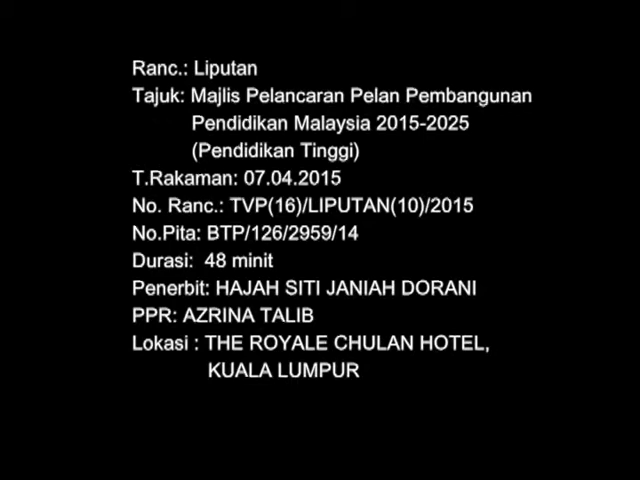 Ranc.: Liputan
Tajuk: Majlis Pelancaran Pelan Pembangunan
Pendidikan Malaysia 2015-2025
(Pendidikan Tinggi)
T.Rakaman: 07.04.2015
No. Ranc.: TVP(16)/LIPUTAN(10)/2015
No.Pita: BTP/126/2959/14
Durasi:  48 minit
Penerbit: HAJAH SITI JANIAH DORANI
PPR: AZRINA TALIB
Lokasi : THE ROYALE CHULAN HOTEL,
KUALA LUMPUR